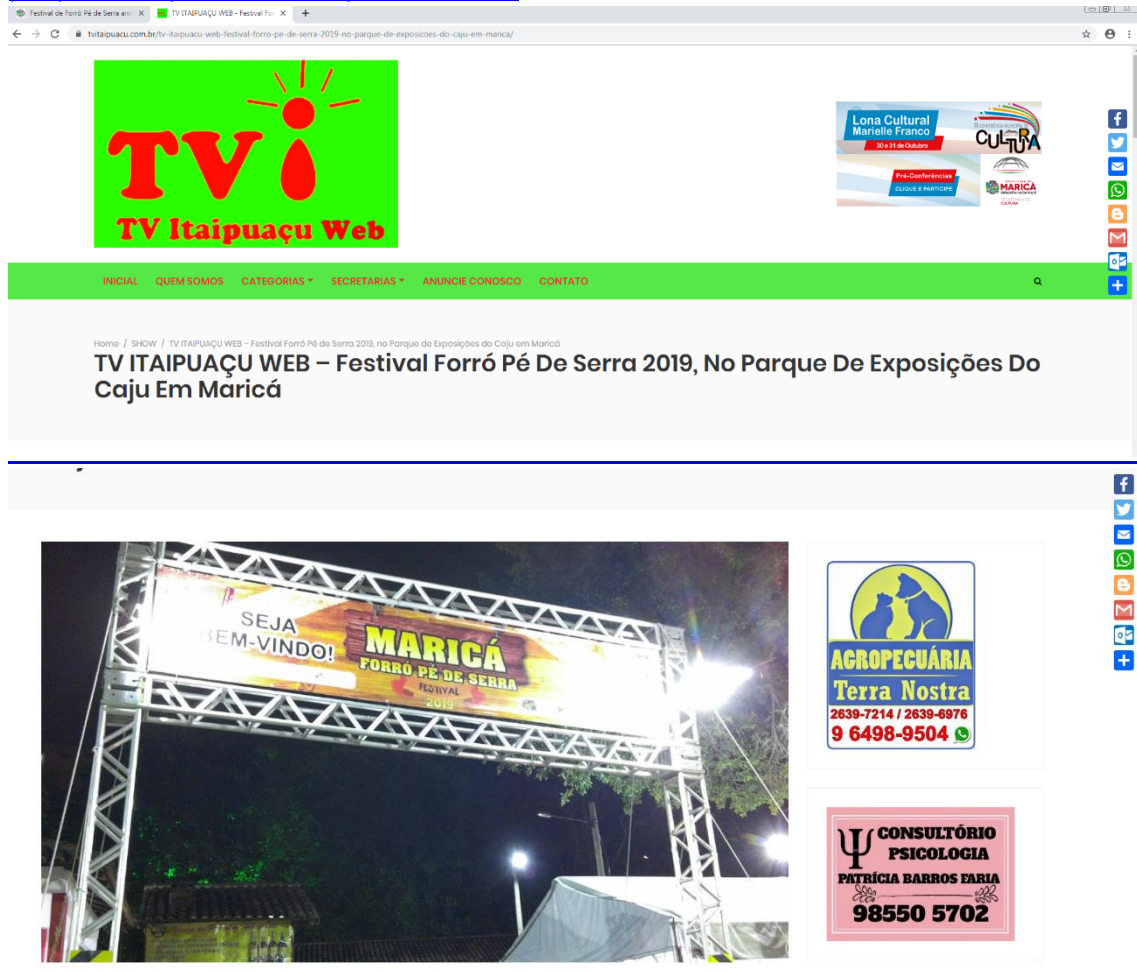 Festival de Forró Pé de Serra ani
TV ITAIPUAÇU WEB - Festival For
tvitaipuacu.com.br/tv-itaipuacu-web-festival-forro-pe-de-serra-2019-no-parque-de-exposicoes-do-caju-em-marica/
TVi
TV Itaipuaçu Web
Lona Cultural
Marielle Franco
30 e 31 de Outubro
CULTURA
Pré-Conferências
CLIQUE E PARTICIPE
MARICÁ
INICIAL QUEM SOMOS CATEGORIAS SECRETARIAS ANUNCIE CONOSCO CONTATO
Home / SHOW / TV ITAIPUAÇU WEB – Festival Forró Pé de Serra 2019, no Parque de Exposições do Caju em Maricá
TV ITAIPUAÇU WEB – Festival Forró Pé De Serra 2019, No Parque De Exposições Do
Caju Em Maricá
SEJA
BEM-VINDO!
MARICÁ
FORRÓ PÉ DE SERRA
FESTIVAL
2019
AGROPECUÁRIA
Terra Nostra
2639-7214 / 2639-6976
9 6498-9504
CONSULTÓRIO
PSICOLOGIA
PATRÍCIA BARROS FARIA
98550 5702